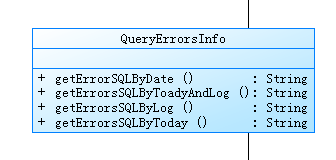 QueryErrorsInfo
+ getErrorSQLByDate () : String
+ getErrorsSQLByToadyAndLog (): String
+ getErrorsSQLByLog () : String
+ getErrorsSQLByToday () : String